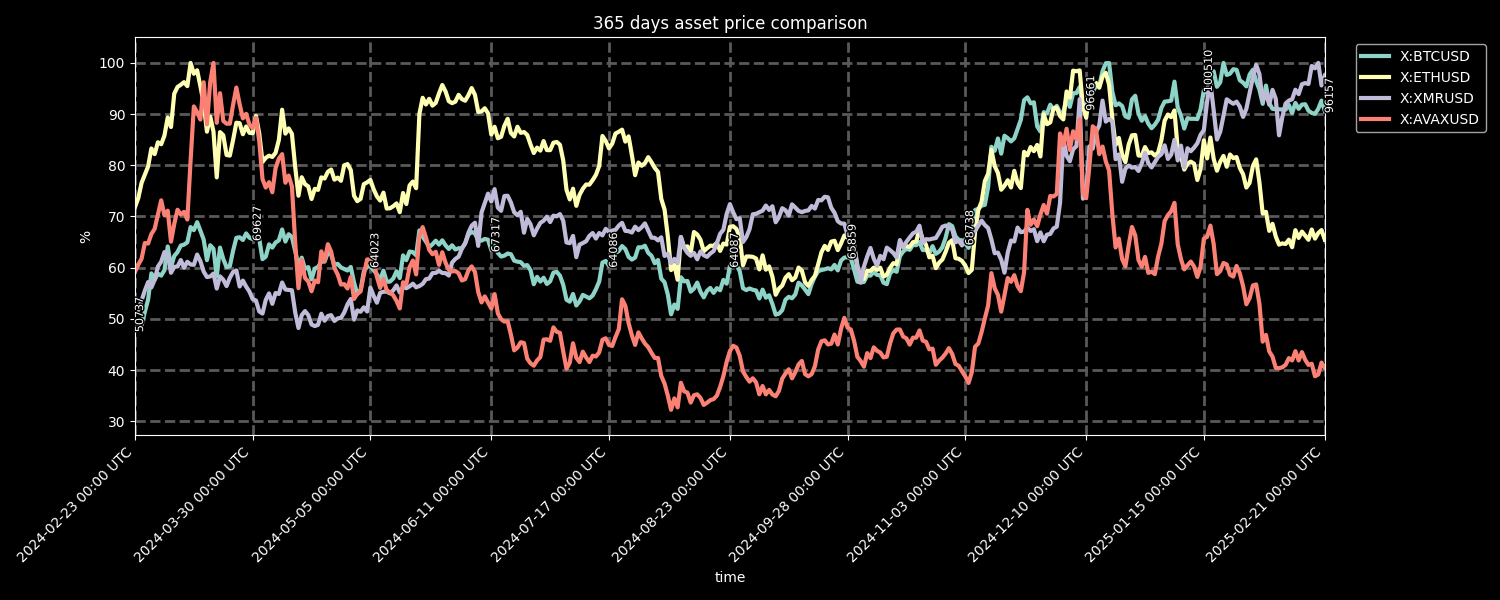 365 days asset price comparison
X:BTCUSD
X:ETHUSD
X:XMRUSD
X:AVAXUSD
%
100
90
80
70
60
50
40
30
50737
69627
64023
67317
64086
64087
65859
68738
96661
100510
96157
2024-02-23 00:00 UTC
2024-03-30 00:00 UTC
2024-05-05 00:00 UTC
2024-06-11 00:00 UTC
2024-07-17 00:00 UTC
2024-08-23 00:00 UTC
2024-09-28 00:00 UTC
2024-11-03 00:00 UTC
2024-12-10 00:00 UTC
2025-01-15 00:00 UTC
2025-02-21 00:00 UTC
time